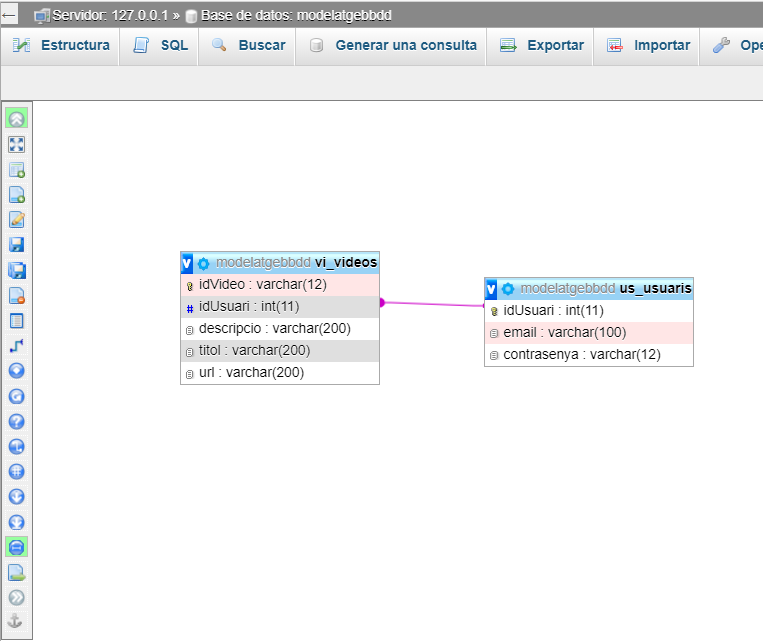 Servidor: 127.0.0.1 » Base de datos: modelatgebbdd
Estructura SQL Buscar Generar una consulta Exportar Importar Ope
v modelatgebbdd vi_videos
idVideo : varchar(12)
# idUsuari : int(11)
descripcio : varchar(200)
titol : varchar(200)
url : varchar(200)
v modelatgebbdd us_usuaris
idUsuari : int(11)
email : varchar(100)
contrasenya : varchar(12)